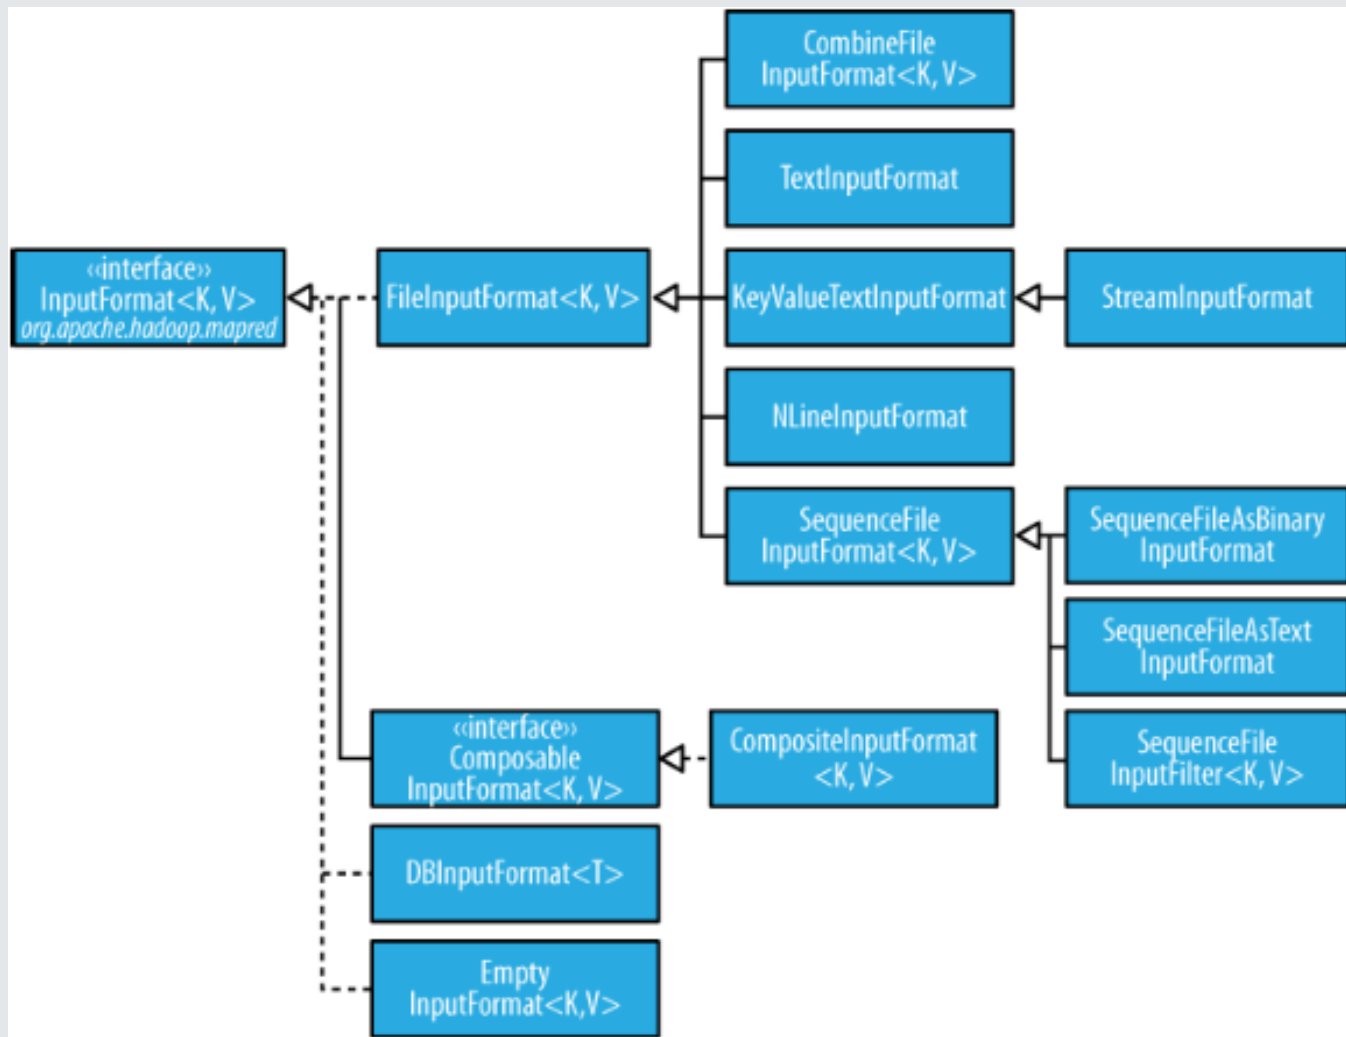 CombineFile
InputFormat<K, V>
TextInputFormat
‹‹interface››
InputFormat<K, V>
org.apache.hadoop.mapred
FileInputFormat<K, V>
KeyValueTextInputFormat
StreamInputFormat
NLineInputFormat
SequenceFile
InputFormat<K, V>
SequenceFileAsBinary
InputFormat
SequenceFileAsText
InputFormat
‹‹interface››
Composable
InputFormat<K, V>
CompositeInputFormat
<K, V>
SequenceFile
InputFilter<K, V>
DBInputFormat<T>
Empty
InputFormat<K,V>